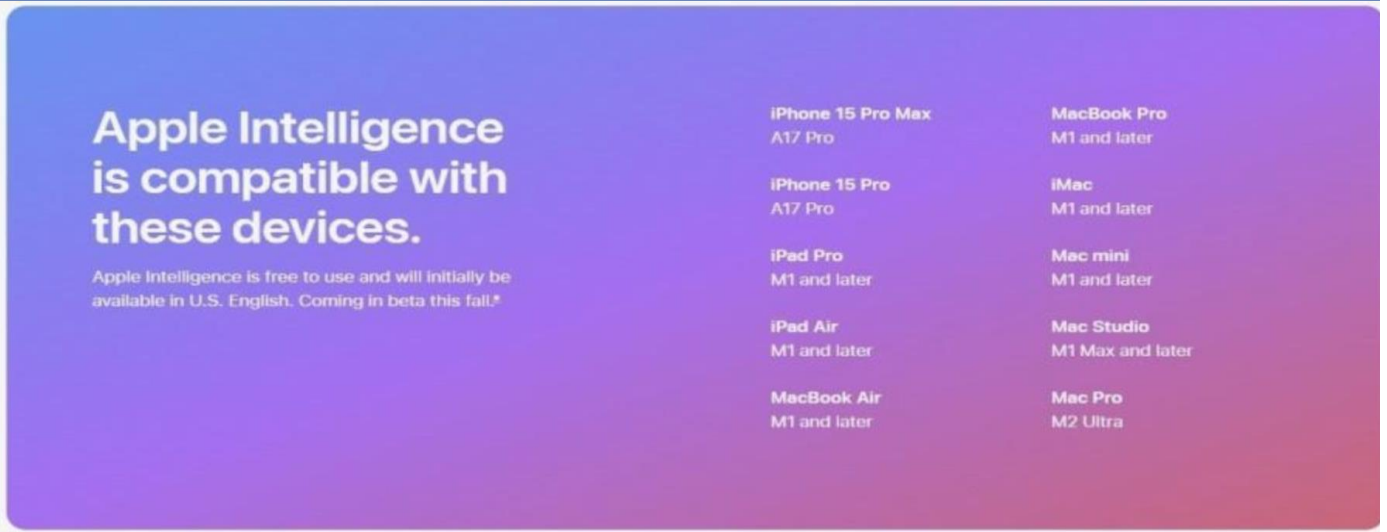 Apple Intelligence
is compatible with
these devices.
Apple Intelligence is free to use and will initially be
available in U.S. English. Coming in beta this fall.*
iPhone 15 Pro Max
A17 Pro
iPhone 15 Pro
A17 Pro
iPad Pro
M1 and later
iPad Air
M1 and later
MacBook Air
M1 and later
MacBook Pro
M1 and later
iMac
M1 and later
Mac mini
M1 and later
Mac Studio
M1 Max and later
Mac Pro
M2 Ultra